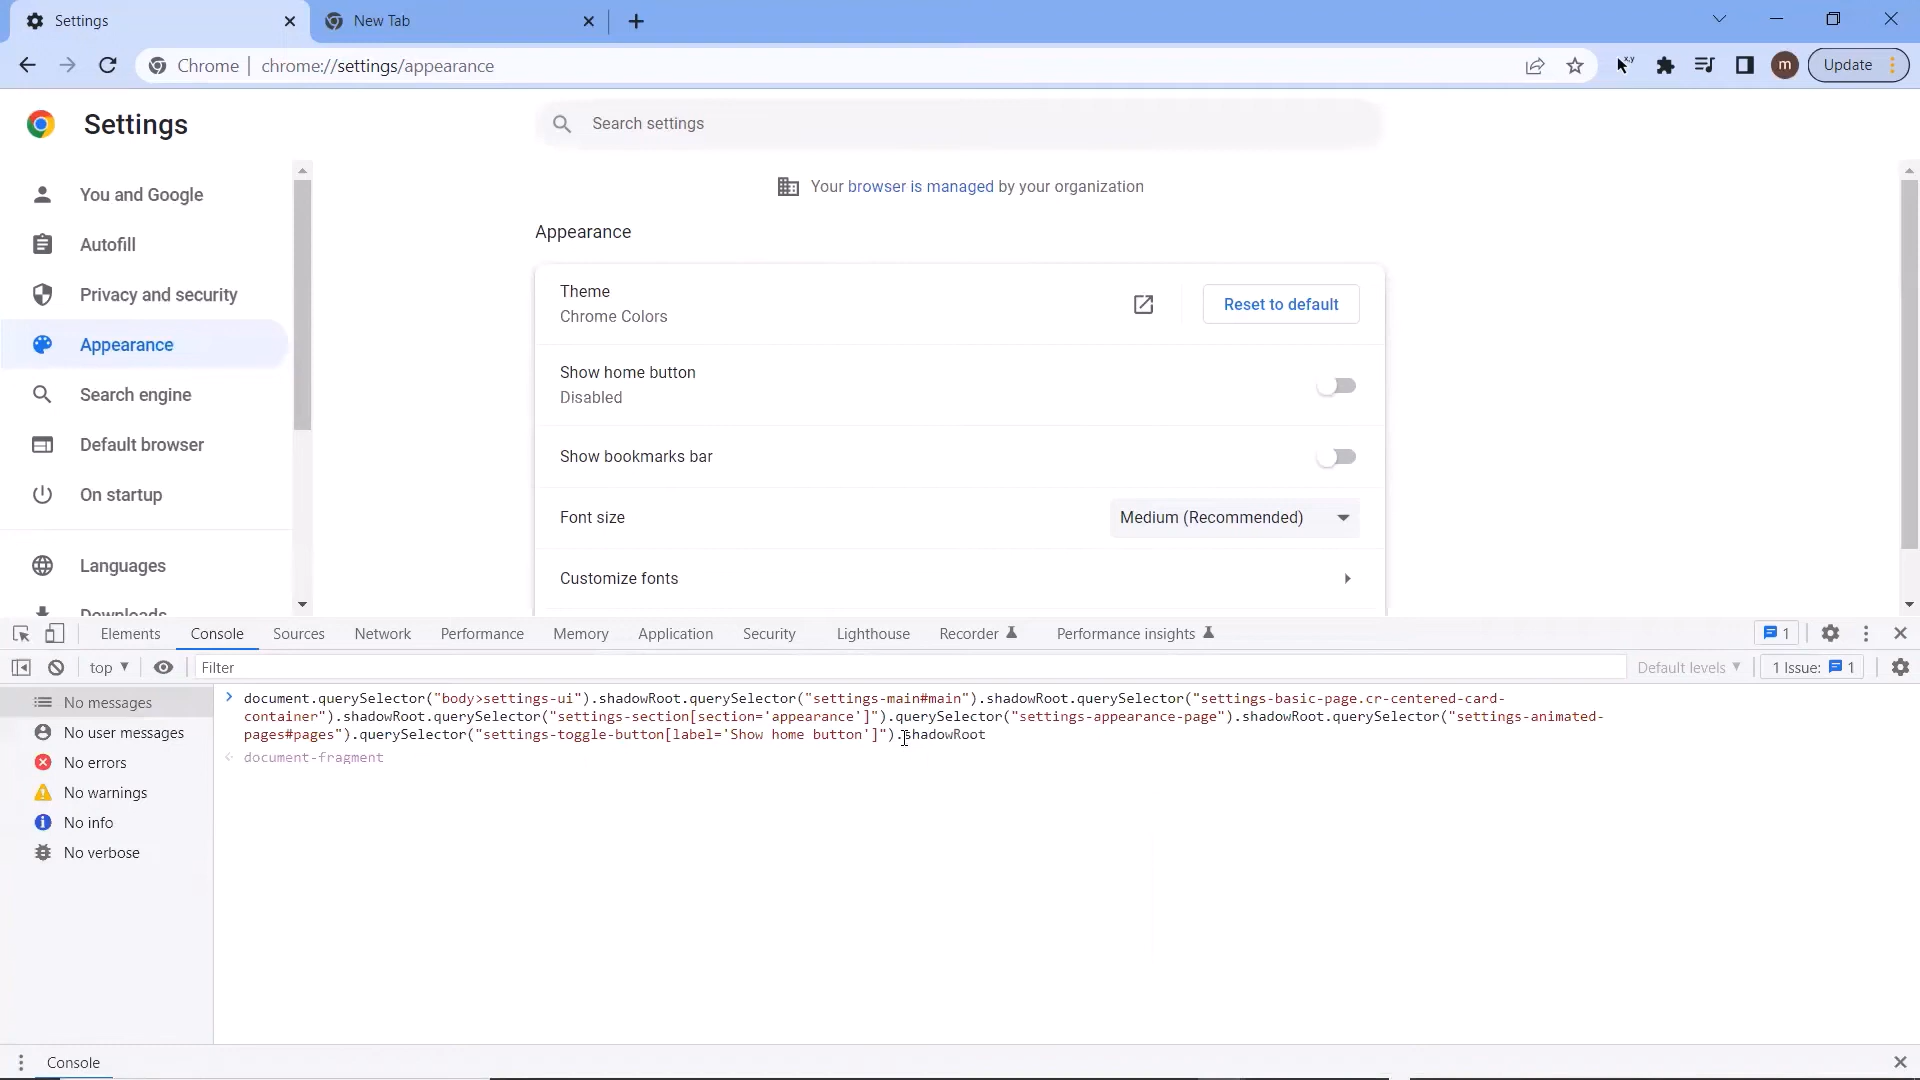 Settings
New Tab
Chrome
chrome://settings/appearance
x,y
m
Update
Settings
Search settings
Your browser is managed by your organization
You and Google
Autofill
Privacy and security
Appearance
Search engine
Default browser
On startup
Languages
Downloads
Appearance
Theme
Chrome Colors
Reset to default
Show home button
Disabled
Show bookmarks bar
Font size
Medium (Recommended)
Customize fonts
Elements
Console
Sources
Network
Performance
Memory
Application
Security
Lighthouse
Recorder
Performance insights
1
top
Filter
Default levels
1 Issue: 1
No messages
No user messages
No errors
No warnings
No info
No verbose
document.querySelector("body>settings-ui").shadowRoot.querySelector("settings-main#main").shadowRoot.querySelector("settings-basic-page.cr-centered-card-
container").shadowRoot.querySelector("settings-section[section='appearance']").querySelector("settings-appearance-page").shadowRoot.querySelector("settings-animated-
pages#pages").querySelector("settings-toggle-button[label='Show home button']").shadowRoot
document-fragment
Console